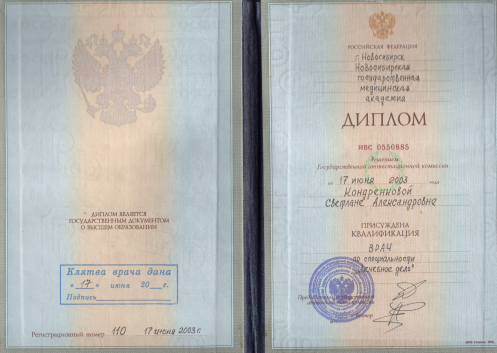 ДИПЛОМ ЯВЛЯЕТСЯ
ГОСУДАРСТВЕННЫМ ДОКУМЕНТОМ
О ВЫСШЕМ ОБРАЗОВАНИИ
Клятва врача дана
« 17 » июня 20 г.
Подпись
Регистрационный номер 110 17 июня 2003 г.
РОССИЙСКАЯ ФЕДЕРАЦИЯ
г. Новосибирск
Новосибирская
государственная
медицинская
академия
ДИПЛОМ
ИВС 0550885
Решением
Государственной аттестационной комиссии
от 17 июня 2003 года
Кондренновой
Светлане Александровне
ПРИСУЖДЕНА
КВАЛИФИКАЦИЯ
ВРАЧ
по специальности
"Лечебное дело"